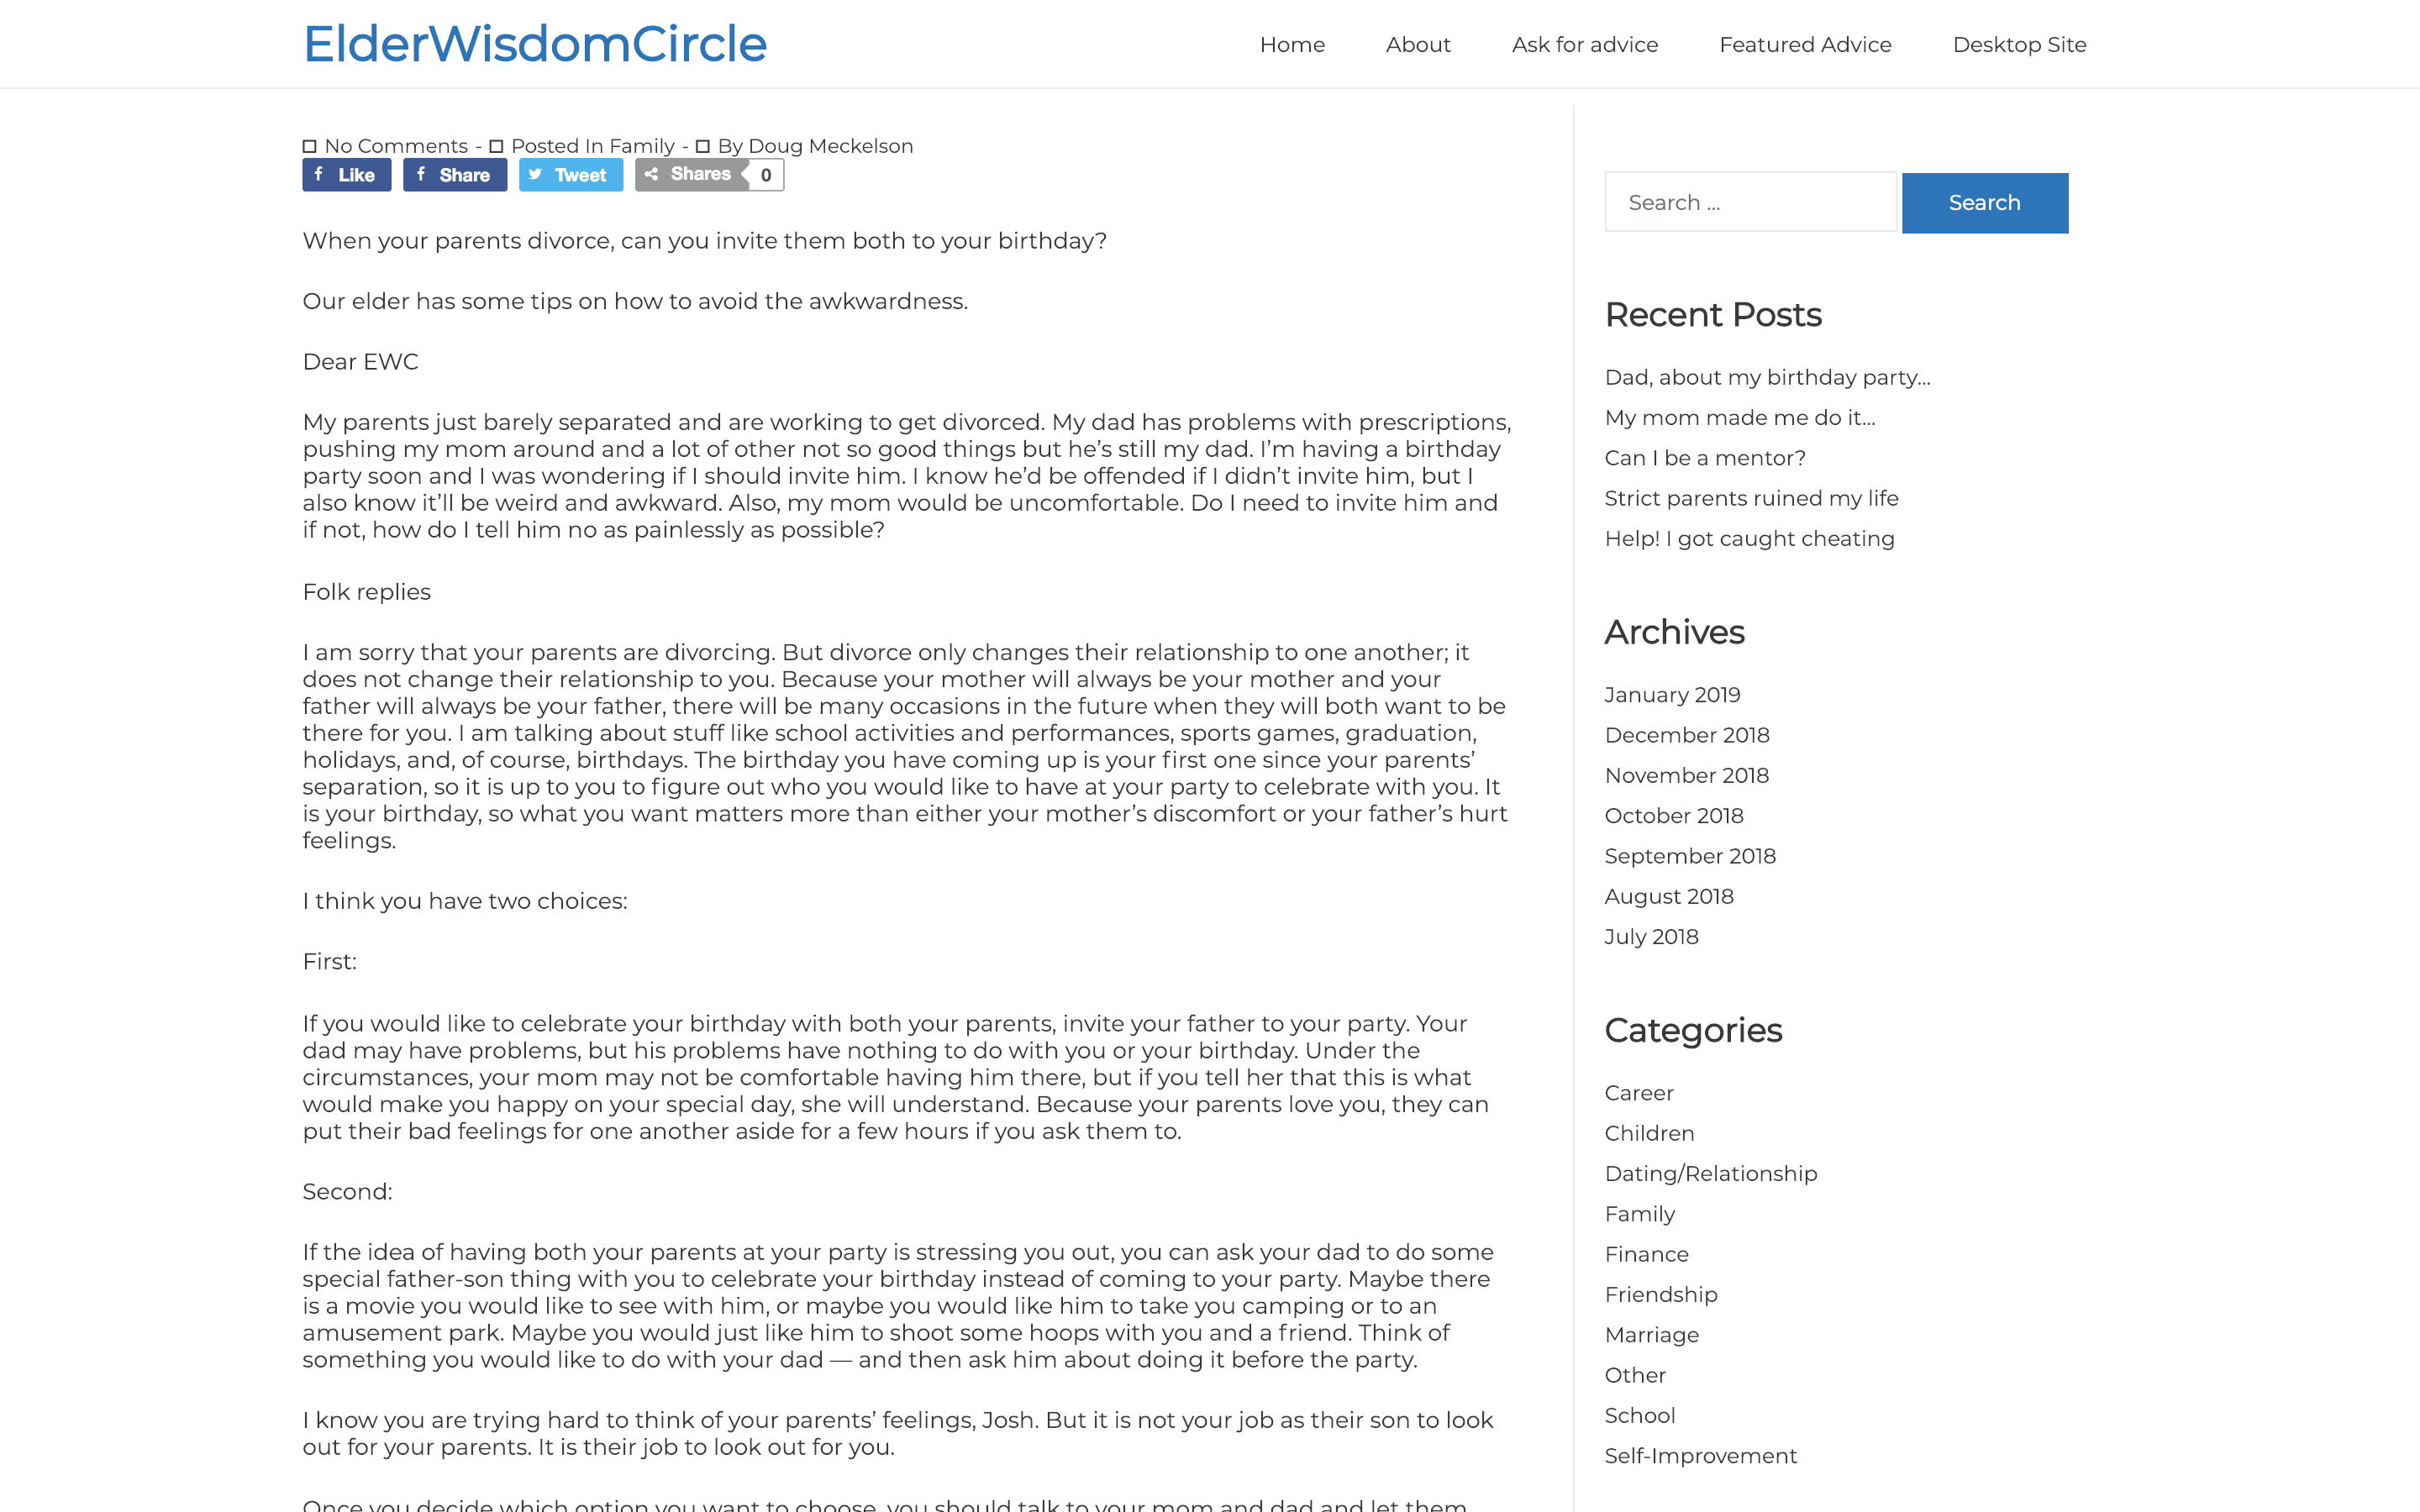 ElderWisdomCircle
Home About Ask for advice Featured Advice Desktop Site
No Comments - Posted In Family - By Doug Meckelson
Like Share Tweet Shares 0
When your parents divorce, can you invite them both to your birthday?
Our elder has some tips on how to avoid the awkwardness.
Dear EWC
My parents just barely separated and are working to get divorced. My dad has problems with prescriptions,
pushing my mom around and a lot of other not so good things but he’s still my dad. I’m having a birthday
party soon and I was wondering if I should invite him. I know he’d be offended if I didn’t invite him, but I
also know it’ll be weird and awkward. Also, my mom would be uncomfortable. Do I need to invite him and
if not, how do I tell him no as painlessly as possible?
Folk replies
I am sorry that your parents are divorcing. But divorce only changes their relationship to one another; it
does not change their relationship to you. Because your mother will always be your mother and your
father will always be your father, there will be many occasions in the future when they will both want to be
there for you. I am talking about stuff like school activities and performances, sports games, graduation,
holidays, and, of course, birthdays. The birthday you have coming up is your first one since your parents’
separation, so it is up to you to figure out who you would like to have at your party to celebrate with you. It
is your birthday, so what you want matters more than either your mother’s discomfort or your father’s hurt
feelings.
I think you have two choices:
First:
If you would like to celebrate your birthday with both your parents, invite your father to your party. Your
dad may have problems, but his problems have nothing to do with you or your birthday. Under the
circumstances, your mom may not be comfortable having him there, but if you tell her that this is what
would make you happy on your special day, she will understand. Because your parents love you, they can
put their bad feelings for one another aside for a few hours if you ask them to.
Second:
If the idea of having both your parents at your party is stressing you out, you can ask your dad to do some
special father-son thing with you to celebrate your birthday instead of coming to your party. Maybe there
is a movie you would like to see with him, or maybe you would like him to take you camping or to an
amusement park. Maybe you would just like him to shoot some hoops with you and a friend. Think of
something you would like to do with your dad — and then ask him about doing it before the party.
I know you are trying hard to think of your parents’ feelings, Josh. But it is not your job as their son to look
out for your parents. It is their job to look out for you.
Once you decide which option you want to choose, you should talk to your mom and dad and let them
Search ... Search
Recent Posts
Dad, about my birthday party...
My mom made me do it...
Can I be a mentor?
Strict parents ruined my life
Help! I got caught cheating
Archives
January 2019
December 2018
November 2018
October 2018
September 2018
August 2018
July 2018
Categories
Career
Children
Dating/Relationship
Family
Finance
Friendship
Marriage
Other
School
Self-Improvement